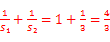 1/S₁ + 1/S₂ = 1 + 1/3 = 4/3